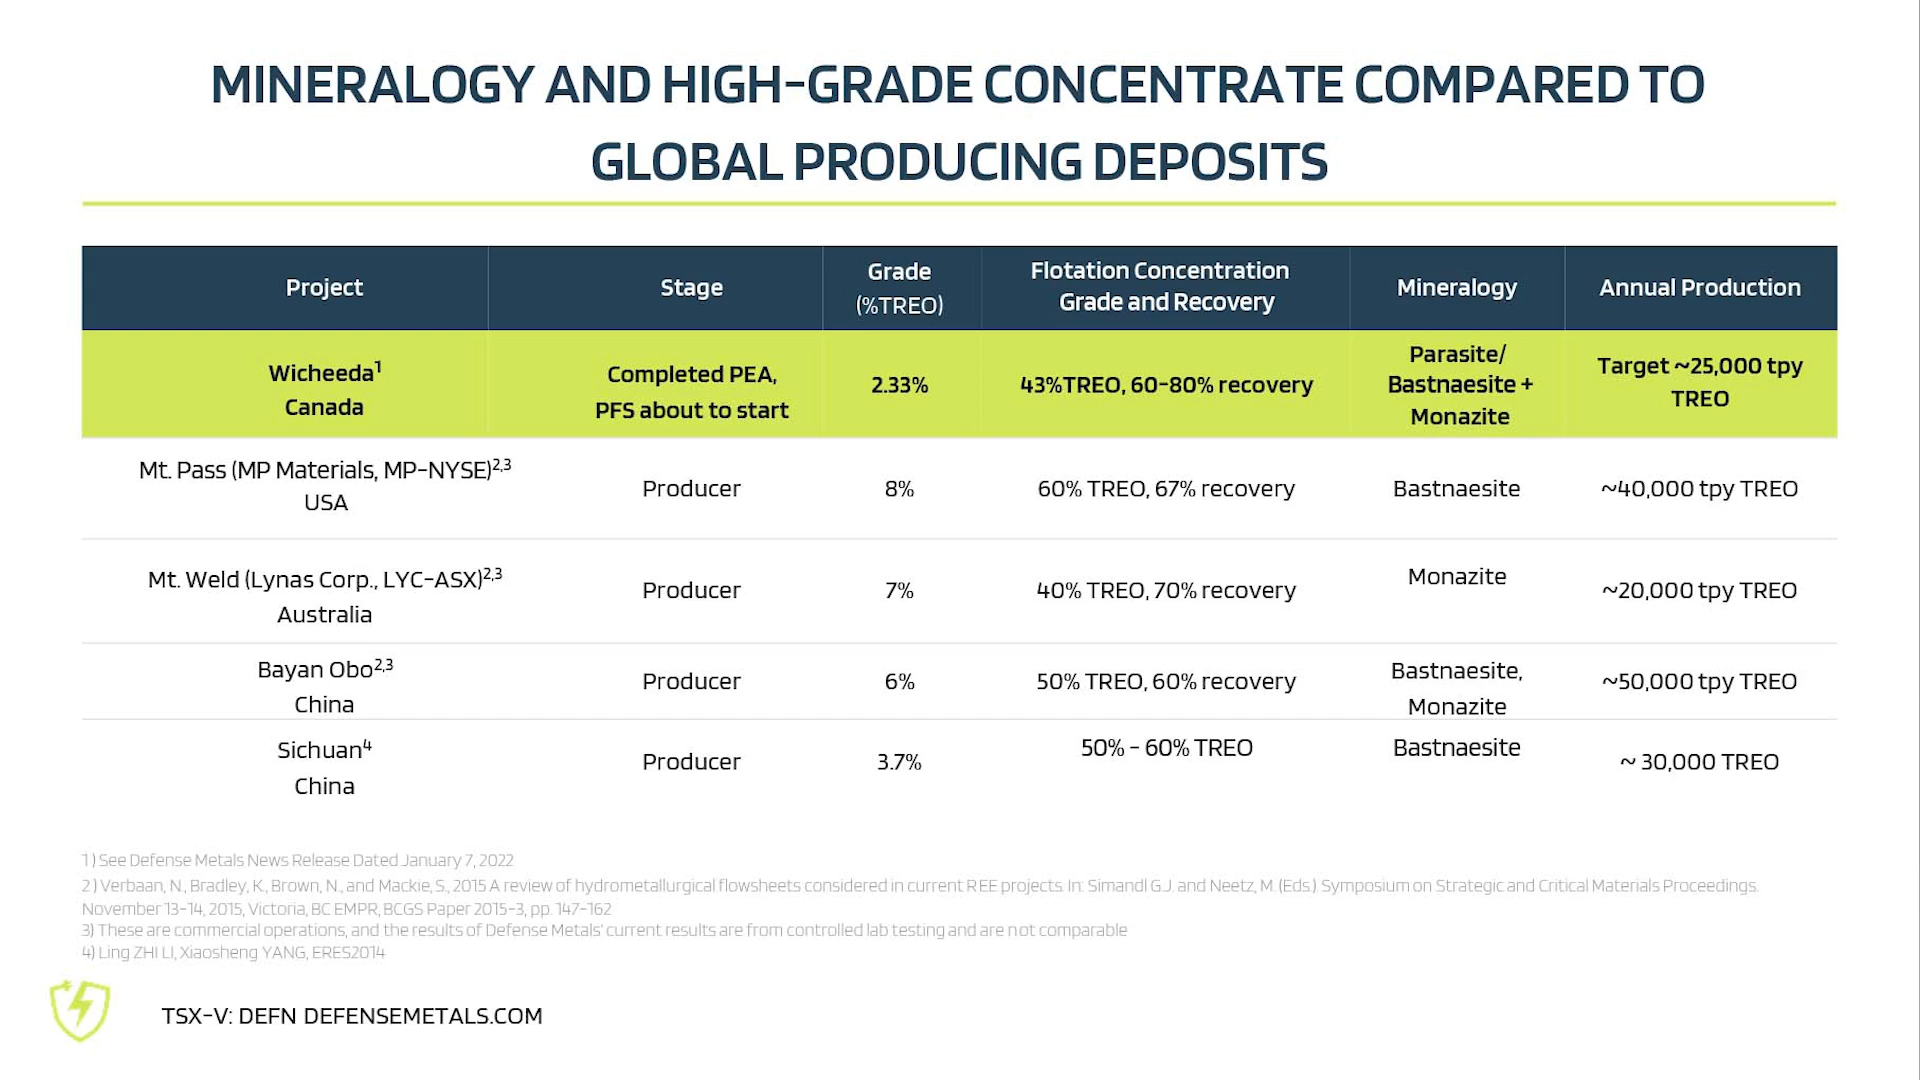 MINERALOGY AND HIGH-GRADE CONCENTRATE COMPARED TO
GLOBAL PRODUCING DEPOSITS
Project
Stage
Grade
(%TREO)
Flotation Concentration
Grade and Recovery
Mineralogy
Annual Production
Wicheeda¹
Canada
Completed PEA,
PFS about to start
2.33%
43%TREO, 60-80% recovery
Parasite/
Bastnaesite +
Monazite
Target ~25,000 tpy
TREO
Mt. Pass (MP Materials, MP-NYSE)²,³
USA
Producer
8%
60% TREO, 67% recovery
Bastnaesite
~40,000 tpy TREO
Mt. Weld (Lynas Corp., LYC-ASX)²,³
Australia
Producer
7%
40% TREO, 70% recovery
Monazite
~20,000 tpy TREO
Bayan Obo²,³
China
Producer
6%
50% TREO, 60% recovery
Bastnaesite,
Monazite
~50,000 tpy TREO
Sichuan⁴
China
Producer
3.7%
50% - 60% TREO
Bastnaesite
~ 30,000 TREO
1) See Defense Metals News Release Dated January 7, 2022
2) Verbaan, N., Bradley, K., Brown, N., and Mackie, S., 2015 A review of hydrometallurgical flowsheets considered in current REE projects. In: Simandl G.J. and Neetz, M. (Eds.) Symposium on Strategic and Critical Materials Proceedings.
November 13-14, 2015, Victoria, BC EMPR, BCGS Paper 2015-3, pp. 147-162
3) These are commercial operations, and the results of Defense Metals' current results are from controlled lab testing and are not comparable
4) Ling ZHI LI, Xiaosheng YANG, ERES2014
TSX-V: DEFN DEFENSEMETALS.COM